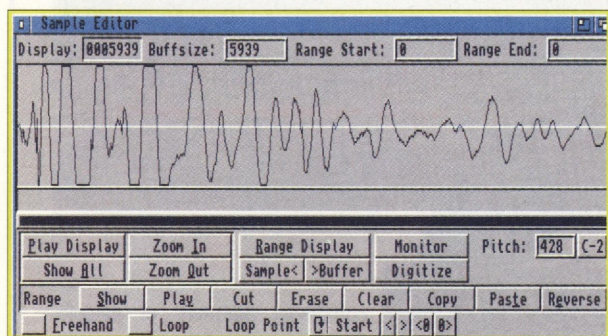 Sample Editor
Display: 0005939 Buffsize: 5939 Range Start: 0 Range End: 0
Play Display Zoom In Range Display Monitor Pitch: 428 C-2
Show All Zoom Out Sample< >Buffer Digitize
Range Show Play Cut Erase Clear Copy Paste Reverse
Freehand Loop Loop Point Start < > <0 0>